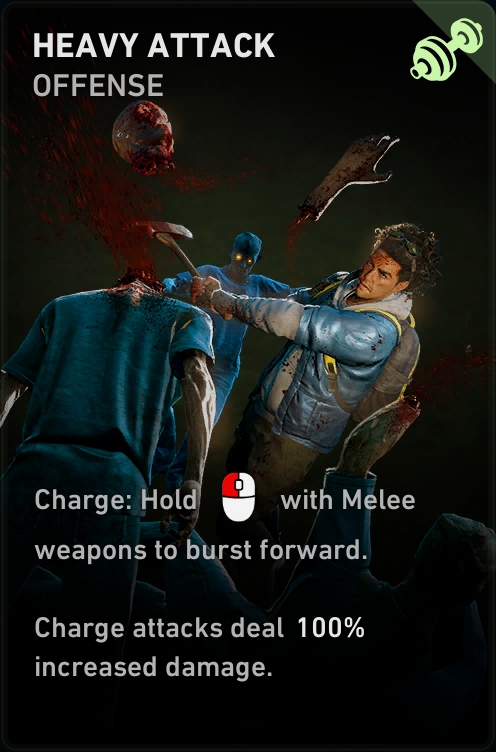 HEAVY ATTACK
OFFENSE
Charge: Hold with Melee
weapons to burst forward.
Charge attacks deal 100%
increased damage.